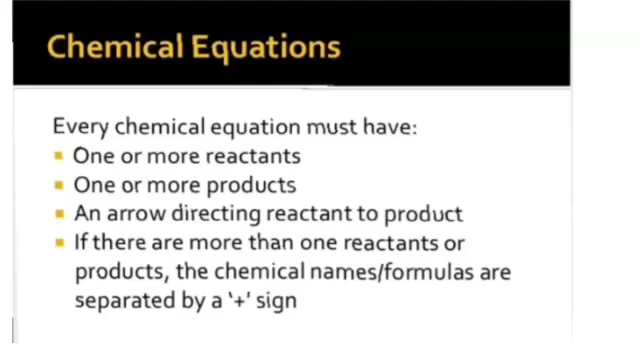 Chemical Equations
Every chemical equation must have:
One or more reactants
One or more products
An arrow directing reactant to product
If there are more than one reactants or
products, the chemical names/formulas are
separated by a ‘+’ sign